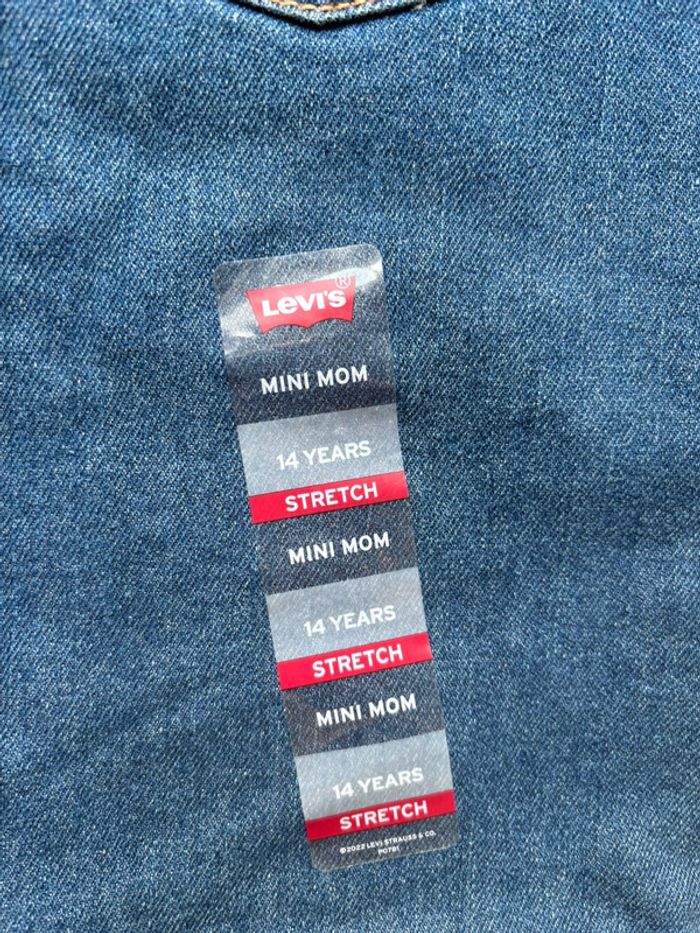 Levi's®
MINI MOM
14 YEARS
STRETCH
MINI MOM
14 YEARS
STRETCH
MINI MOM
14 YEARS
STRETCH
©2022 LEVI STRAUSS & CO.
PG781